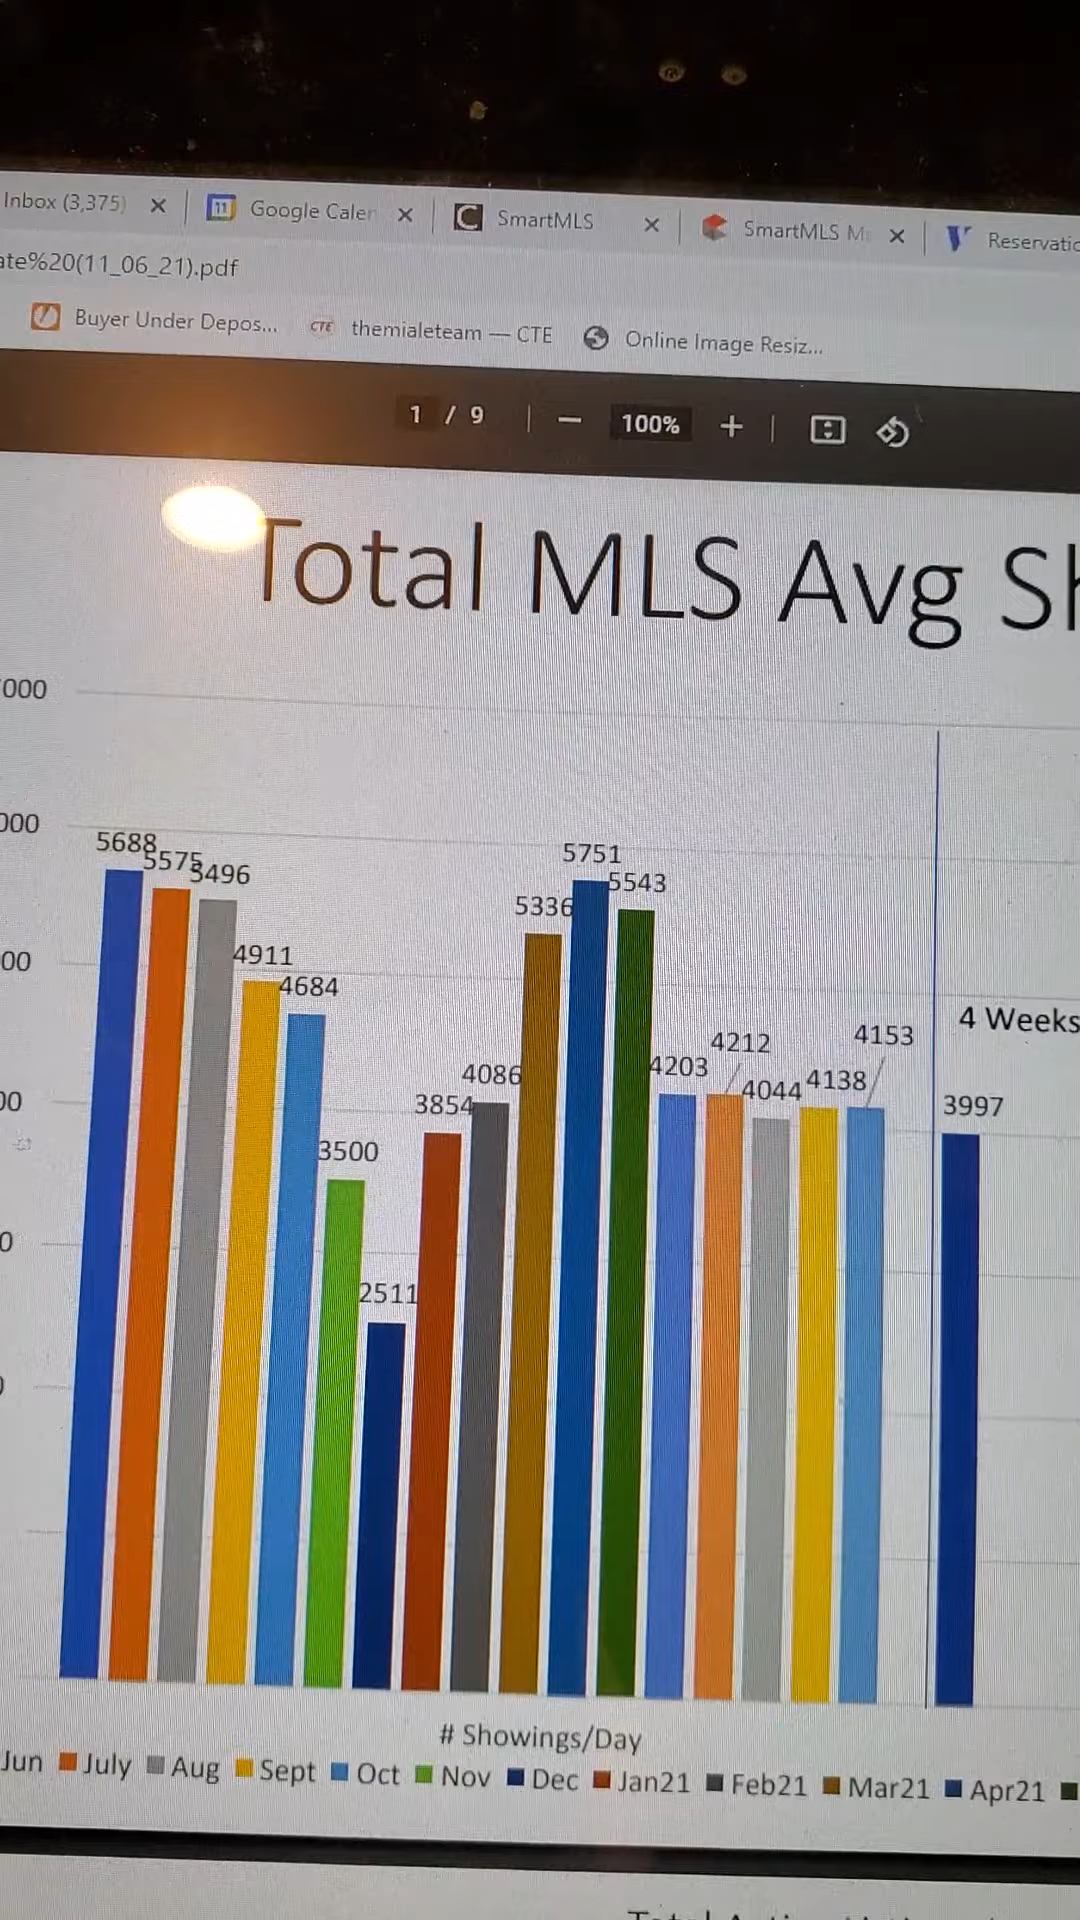 Inbox (3,375)
Google Caler
SmartMLS
SmartMLS M
Reservatio
ate%20(11_06_21).pdf
Buyer Under Depos...
CTE
themialeteam — CTE
Online Image Resiz...
1 / 9
100%
Total MLS Avg Sh
000
000
00
00
0
5688
5575
5496
4911
4684
3500
2511
3854
4086
5336
5751
5543
4203
4212
4044
4138
4153
4 Weeks
3997
# Showings/Day
Jun July Aug Sept Oct Nov Dec Jan21 Feb21 Mar21 Apr21